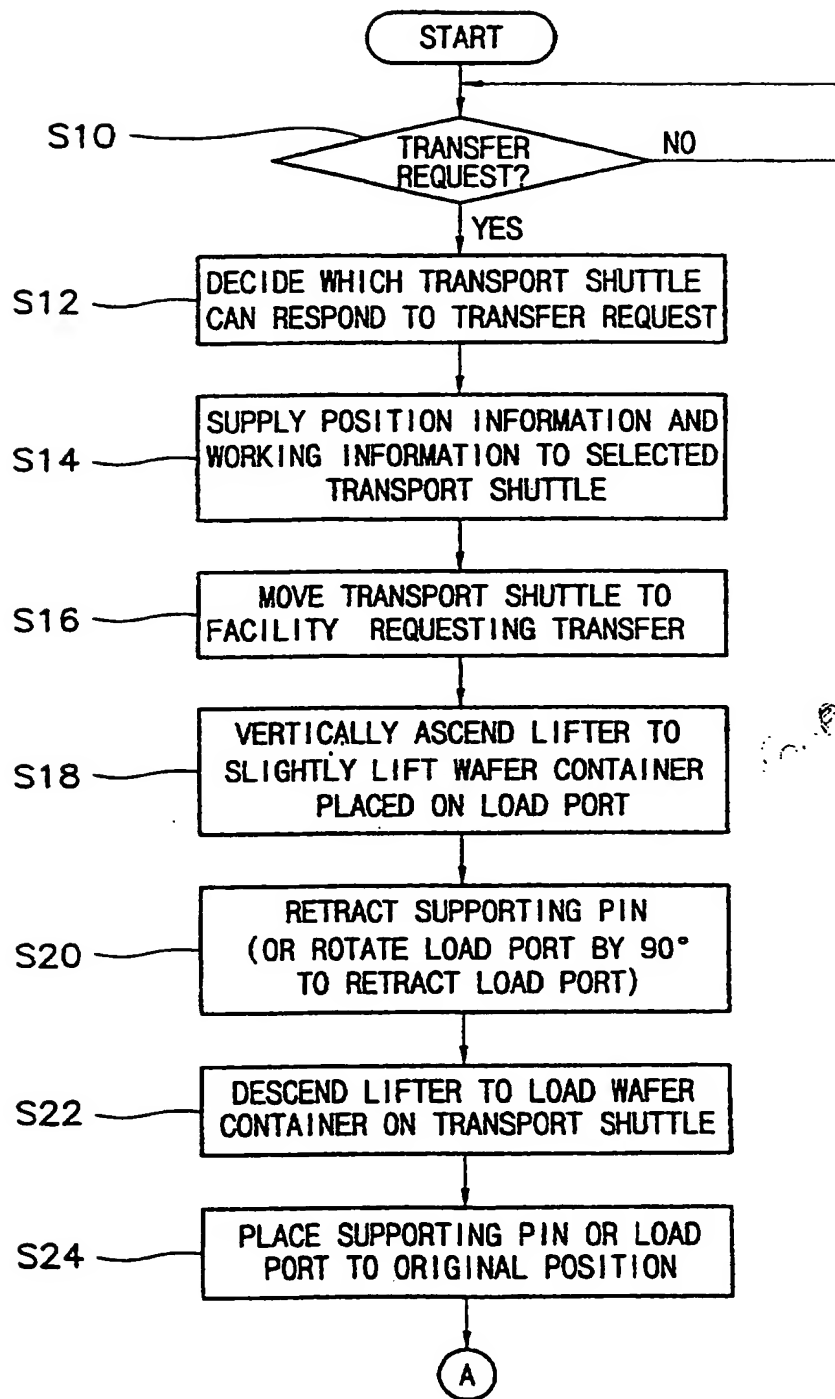 START
S10
TRANSFER
REQUEST?
NO
YES
S12
DECIDE WHICH TRANSPORT SHUTTLE
CAN RESPOND TO TRANSFER REQUEST
S14
SUPPLY POSITION INFORMATION AND
WORKING INFORMATION TO SELECTED
TRANSPORT SHUTTLE
S16
MOVE TRANSPORT SHUTTLE TO
FACILITY REQUESTING TRANSFER
S18
VERTICALLY ASCEND LIFTER TO
SLIGHTLY LIFT WAFER CONTAINER
PLACED ON LOAD PORT
S20
RETRACT SUPPORTING PIN
(OR ROTATE LOAD PORT BY 90°
TO RETRACT LOAD PORT)
S22
DESCEND LIFTER TO LOAD WAFER
CONTAINER ON TRANSPORT SHUTTLE
S24
PLACE SUPPORTING PIN OR LOAD
PORT TO ORIGINAL POSITION
A